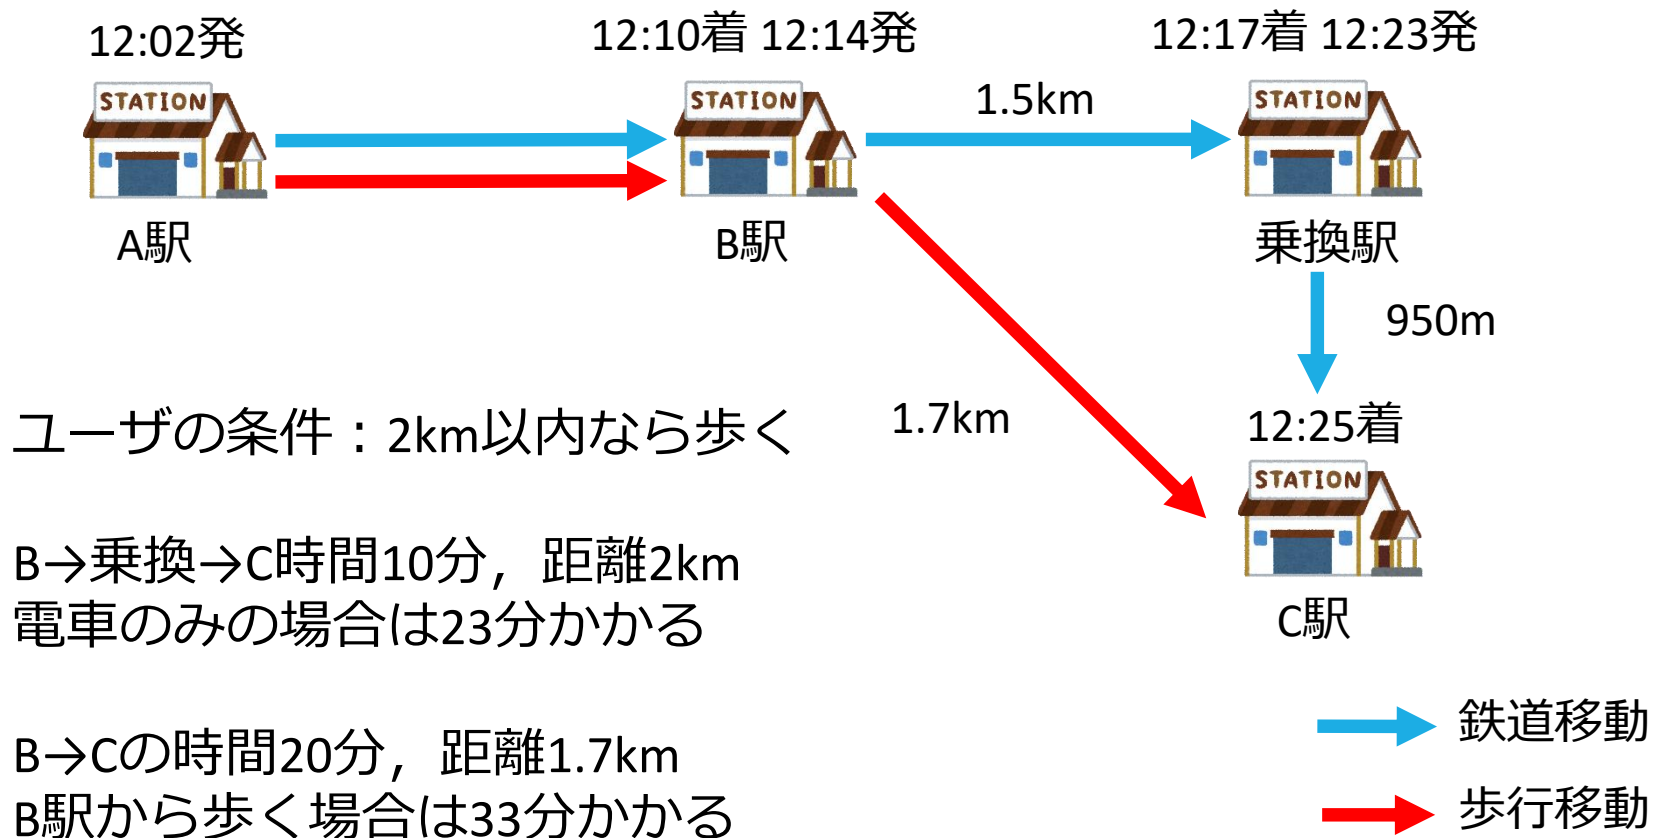 12:02発
12:10着 12:14発
12:17着 12:23発
STATION
STATION
1.5km
STATION
A駅
B駅
乗換駅
950m
ユーザの条件：2km以内なら歩く
1.7km
12:25着
STATION
B→乗換→C時間10分，距離2km
電車のみの場合は23分かかる
C駅
B→Cの時間20分，距離1.7km
B駅から歩く場合は33分かかる
鉄道移動
歩行移動